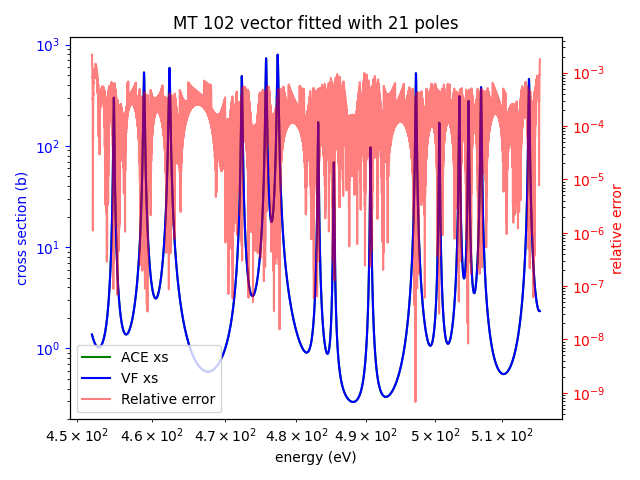 MT 102 vector fitted with 21 poles
10³
10²
10¹
10⁰
cross section (b)
10⁻³
10⁻⁴
10⁻⁵
10⁻⁶
10⁻⁷
10⁻⁸
10⁻⁹
relative error
ACE xs
VF xs
Relative error
4.5 × 10² 4.6 × 10² 4.7 × 10² 4.8 × 10² 4.9 × 10² 5 × 10² 5.1 × 10²
energy (eV)